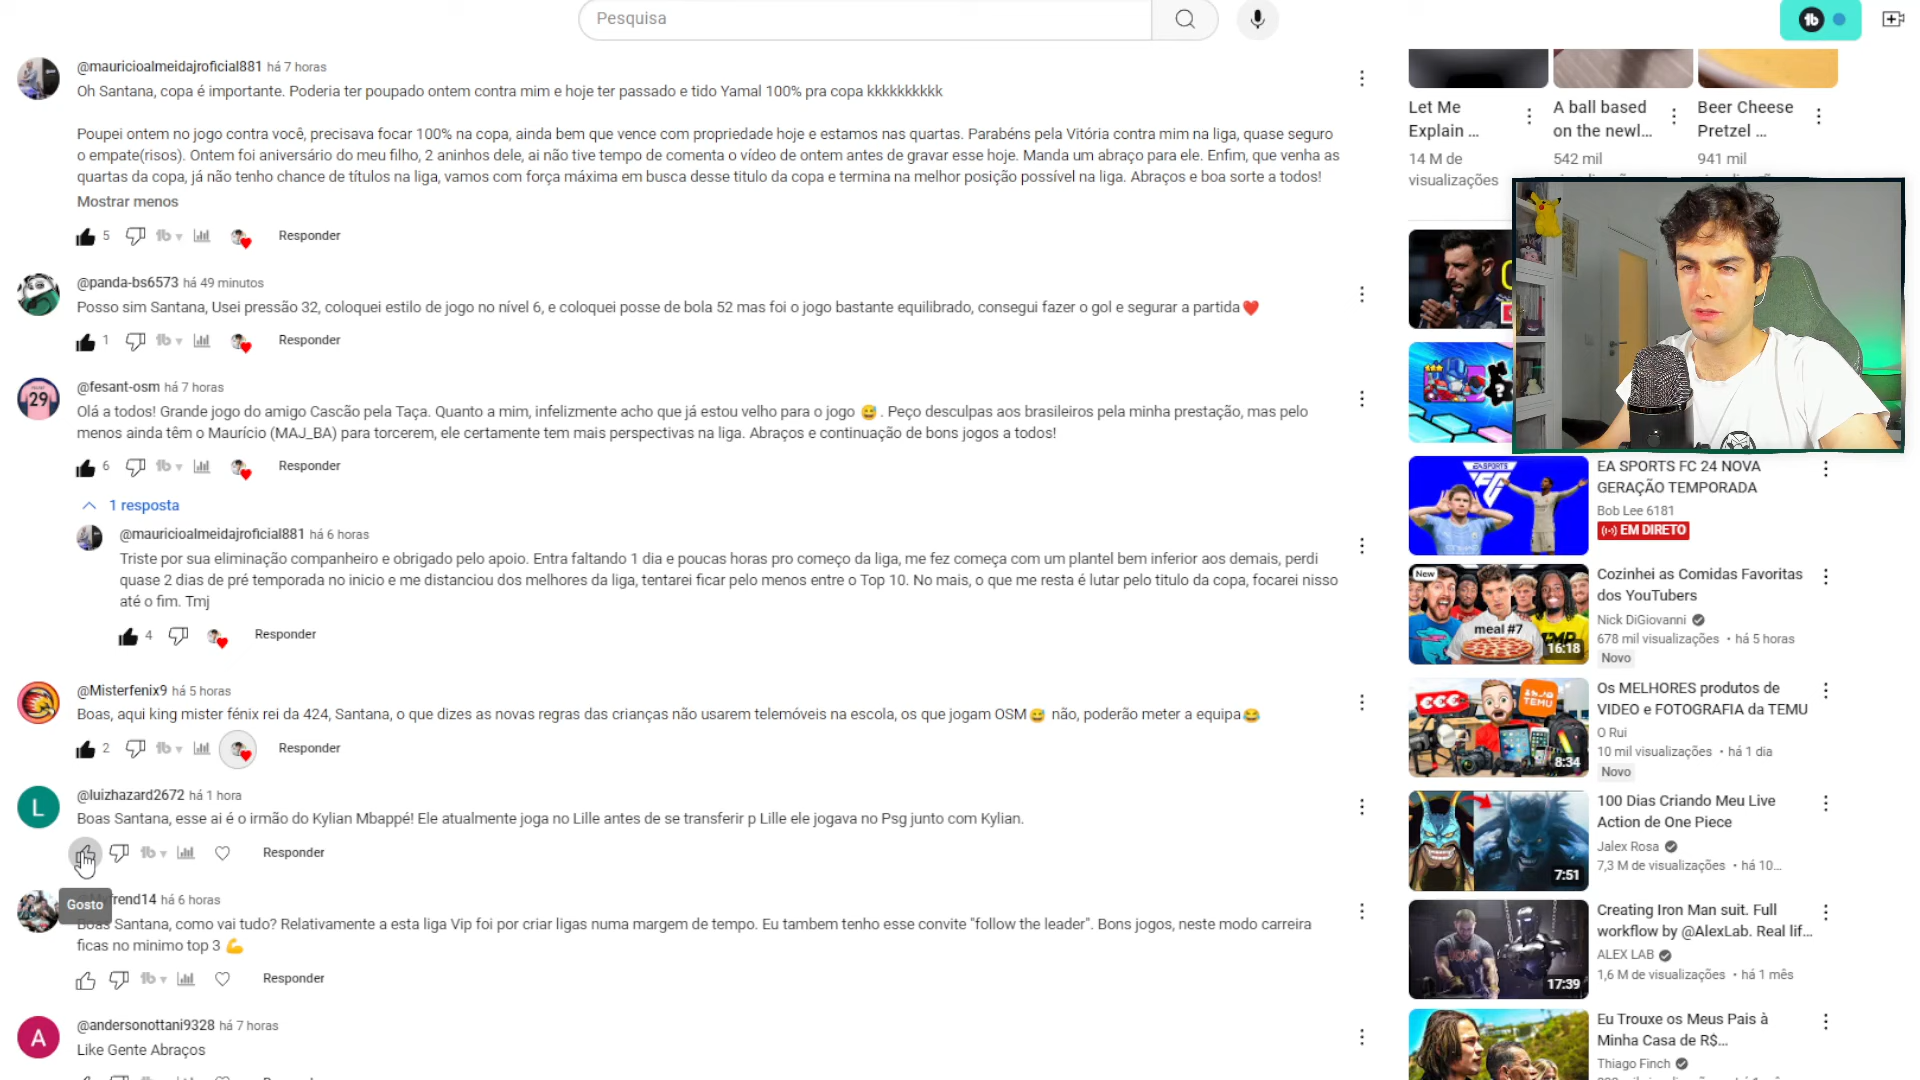 Pesquisa
@mauricioalmeidajroficial881 há 7 horas
Oh Santana, copa é importante. Poderia ter poupado ontem contra mim e hoje ter passado e tido Yamal 100% pra copa kkkkkkkkkk
Poupei ontem no jogo contra você, precisava focar 100% na copa, ainda bem que vence com propriedade hoje e estamos nas quartas. Parabéns pela Vitória contra mim na liga, quase seguro
o empate(risos). Ontem foi aniversário do meu filho, 2 aninhos dele, ai não tive tempo de comenta o vídeo de ontem antes de gravar esse hoje. Manda um abraço para ele. Enfim, que venha as
quartas da copa, já não tenho chance de títulos na liga, vamos com força máxima em busca desse titulo da copa e termina na melhor posição possível na liga. Abraços e boa sorte a todos!
Mostrar menos
5 Responder
@panda-bs6573 há 49 minutos
Posso sim Santana, Usei pressão 32, coloquei estilo de jogo no nível 6, e coloquei posse de bola 52 mas foi o jogo bastante equilibrado, consegui fazer o gol e segurar a partida❤️
1 Responder
29
@fesant-osm há 7 horas
Olá a todos! Grande jogo do amigo Cascão pela Taça. Quanto a mim, infelizmente acho que já estou velho para o jogo 😅 . Peço desculpas aos brasileiros pela minha prestação, mas pelo
menos ainda têm o Maurício (MAJ_BA) para torcerem, ele certamente tem mais perspectivas na liga. Abraços e continuação de bons jogos a todos!
6 Responder
1 resposta
@mauricioalmeidajroficial881 há 6 horas
Triste por sua eliminação companheiro e obrigado pelo apoio. Entra faltando 1 dia e poucas horas pro começo da liga, me fez começa com um plantel bem inferior aos demais, perdi
quase 2 dias de pré temporada no inicio e me distanciou dos melhores da liga, tentarei ficar pelo menos entre o Top 10. No mais, o que me resta é lutar pelo titulo da copa, focarei nisso
até o fim. Tmj
4 Responder
@Misterfenix9 há 5 horas
Boas, aqui king mister fénix rei da 424, Santana, o que dizes as novas regras das crianças não usarem telemóveis na escola, os que jogam OSM😅 não, poderão meter a equipa😂
2 Responder
L
@luizhazard2672 há 1 hora
Boas Santana, esse ai é o irmão do Kylian Mbappé! Ele atualmente joga no Lille antes de se transferir p Lille ele jogava no Psg junto com Kylian.
Responder
Gosto
frend14 há 6 horas
Boas Santana, como vai tudo? Relativamente a esta liga Vip foi por criar ligas numa margem de tempo. Eu tambem tenho esse convite "follow the leader". Bons jogos, neste modo carreira
ficas no minimo top 3 💪
Responder
A
@andersonottani9328 há 7 horas
Like Gente Abraços
Let Me
Explain ...
14 M de
visualizações
A ball based
on the newl...
542 mil
Beer Cheese
Pretzel ...
941 mil
EA SPORTS
FC
EA SPORTS FC 24 NOVA
GERAÇÃO TEMPORADA
Bob Lee 6181
EM DIRETO
New
meal #7
16:18
Cozinhei as Comidas Favoritas
dos YouTubers
Nick DiGiovanni
678 mil visualizações • há 5 horas
Novo
TEMU
8:34
Os MELHORES produtos de
VIDEO e FOTOGRAFIA da TEMU
O Rui
10 mil visualizações • há 1 dia
Novo
7:51
100 Dias Criando Meu Live
Action de One Piece
Jalex Rosa
7,3 M de visualizações • há 10...
17:39
Creating Iron Man suit. Full
workflow by @AlexLab. Real lif...
ALEX LAB
1,6 M de visualizações • há 1 mês
Eu Trouxe os Meus Pais à
Minha Casa de R$...
Thiago Finch